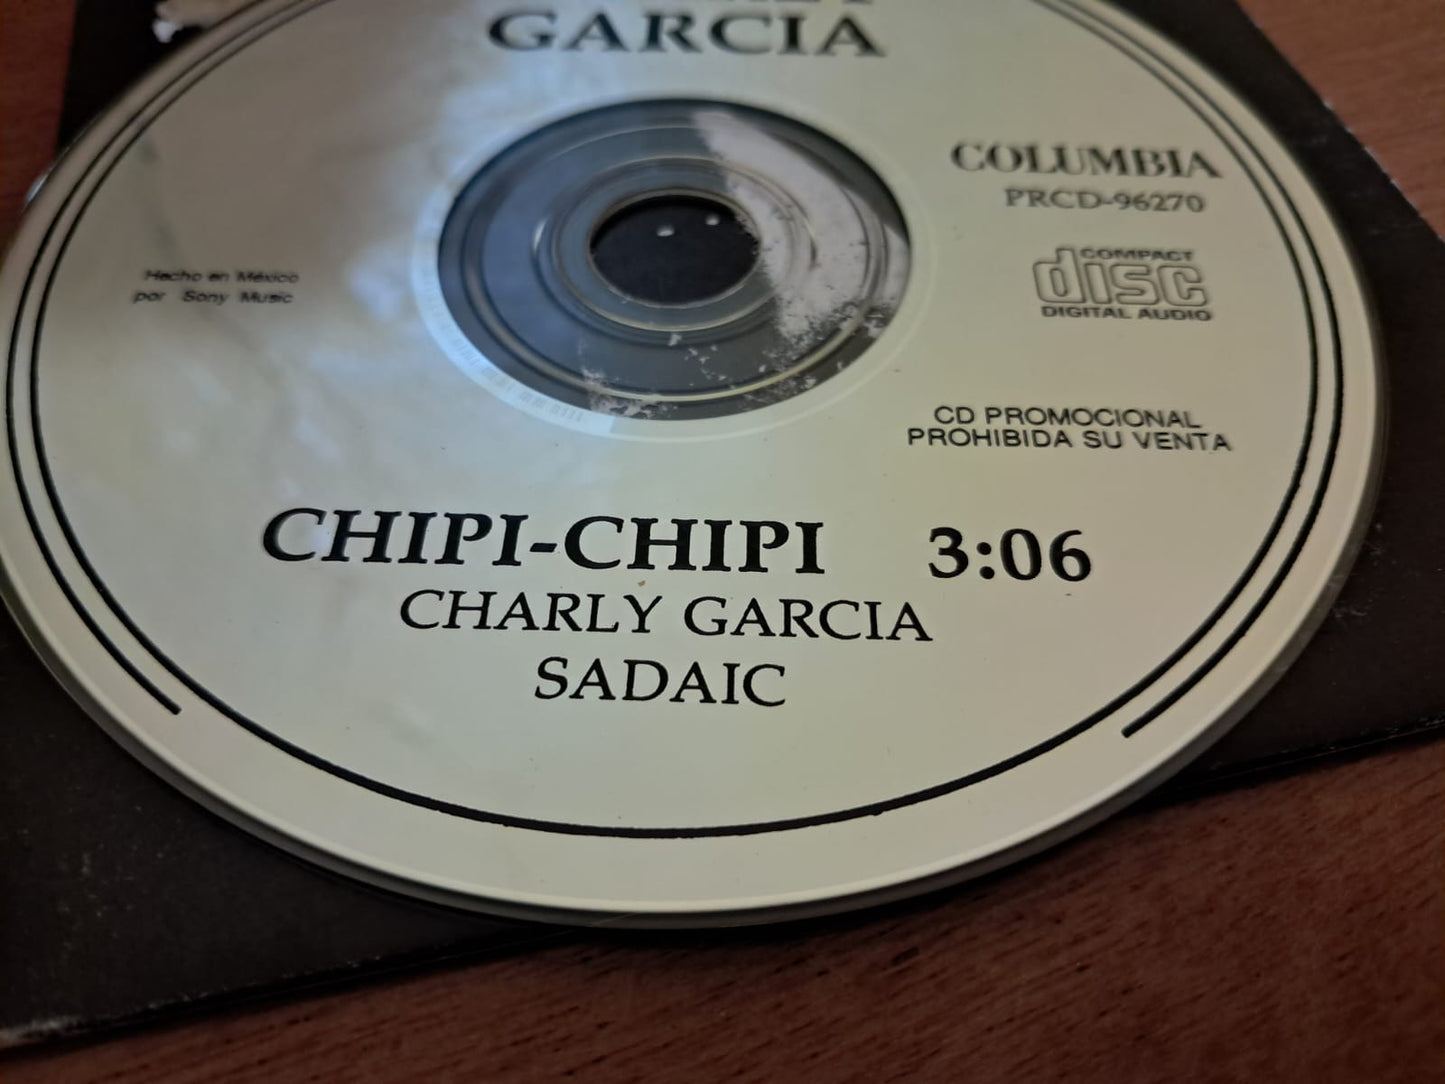 GARCIA
COLUMBIA
PRCD-96270
Hecho en México
por Sony Music
COMPACT
disc
DIGITAL AUDIO
CD PROMOCIONAL
PROHIBIDA SU VENTA
CHIPI-CHIPI 3:06
CHARLY GARCIA
SADAIC